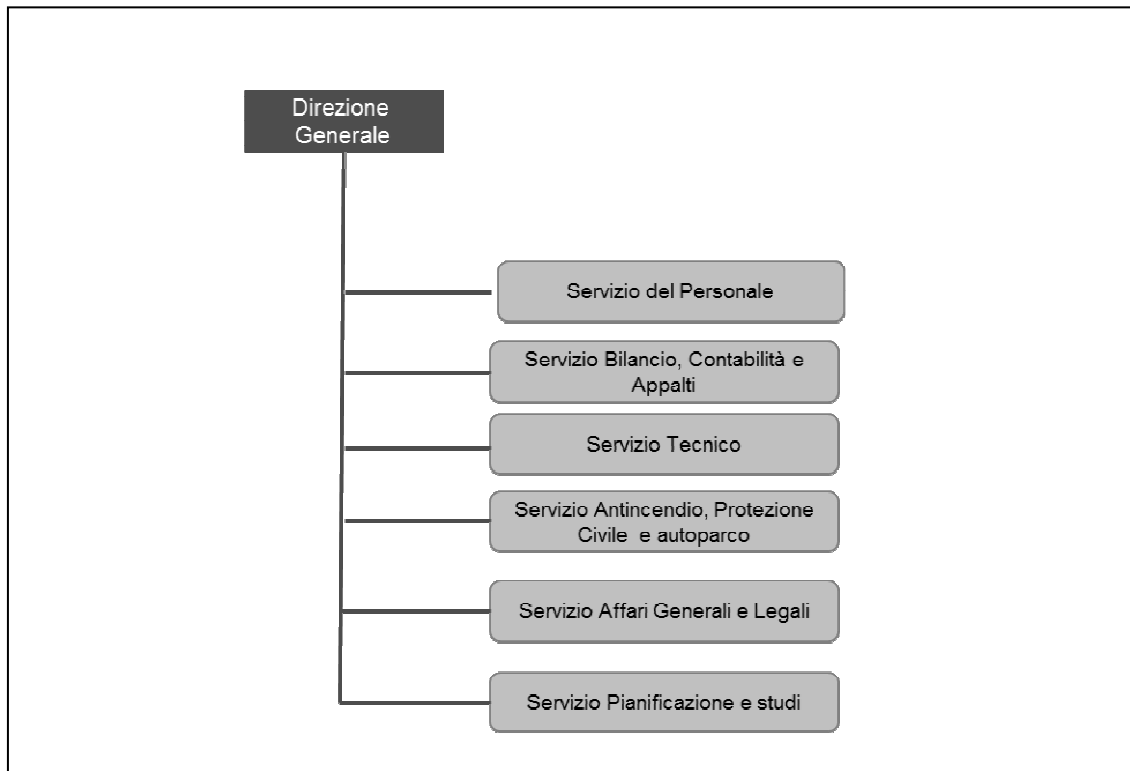 Direzione
Generale
Servizio del Personale
Servizio Bilancio, Contabilità e
Appalti
Servizio Tecnico
Servizio Antincendio, Protezione
Civile e autoparco
Servizio Affari Generali e Legali
Servizio Pianificazione e studi